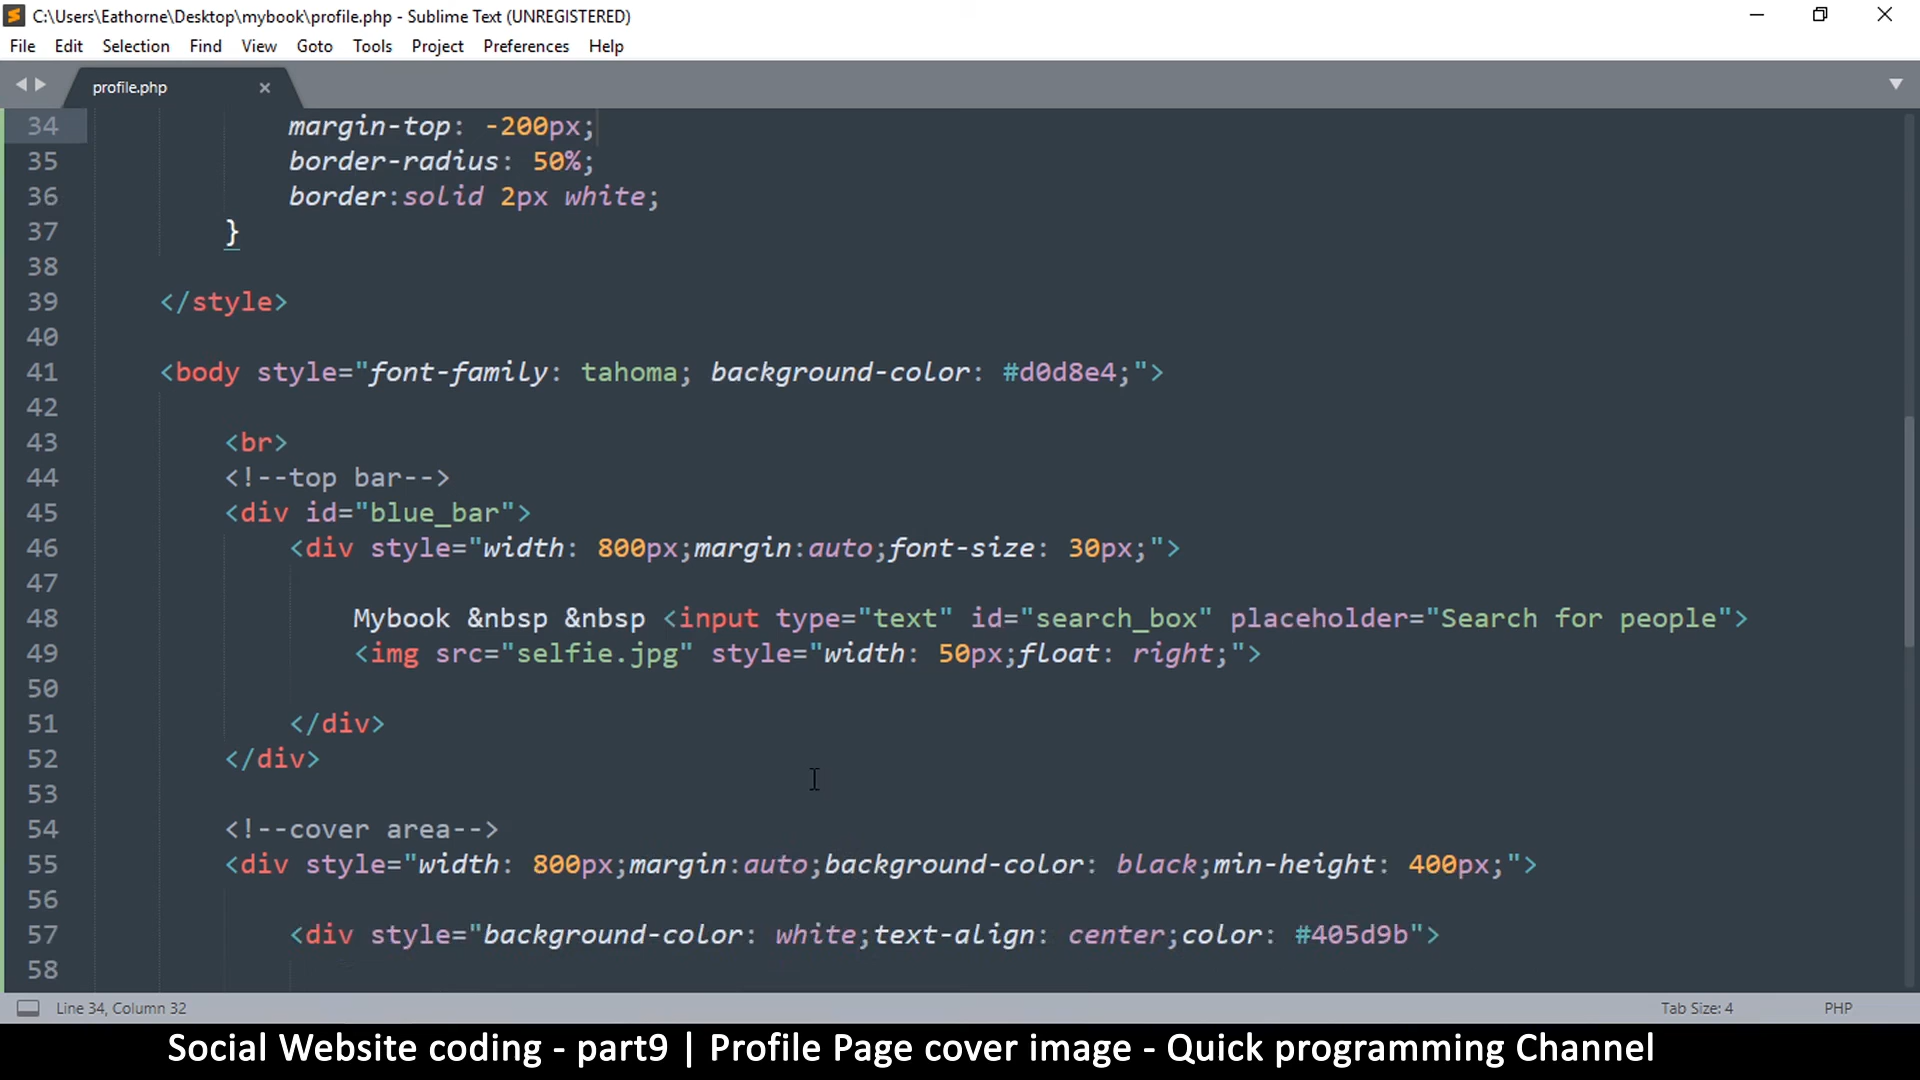 C:\Users\Eathorne\Desktop\mybook\profile.php - Sublime Text (UNREGISTERED)
File Edit Selection Find View Goto Tools Project Preferences Help
profile.php
34 margin-top: -200px;
35 border-radius: 50%;
36 border:solid 2px white;
37 }
38
39 </style>
40
41 <body style="font-family: tahoma; background-color: #d0d8e4;">
42
43 <br>
44 <!--top bar-->
45 <div id="blue_bar">
46 <div style="width: 800px;margin:auto;font-size: 30px;">
47
48 Mybook &nbsp &nbsp <input type="text" id="search_box" placeholder="Search for people">
49 <img src="selfie.jpg" style="width: 50px;float: right;">
50
51 </div>
52 </div>
53
54 <!--cover area-->
55 <div style="width: 800px;margin:auto;background-color: black;min-height: 400px;">
56
57 <div style="background-color: white;text-align: center;color: #405d9b">
58
Line 34, Column 32 Tab Size: 4 PHP
Social Website coding - part9 | Profile Page cover image - Quick programming Channel